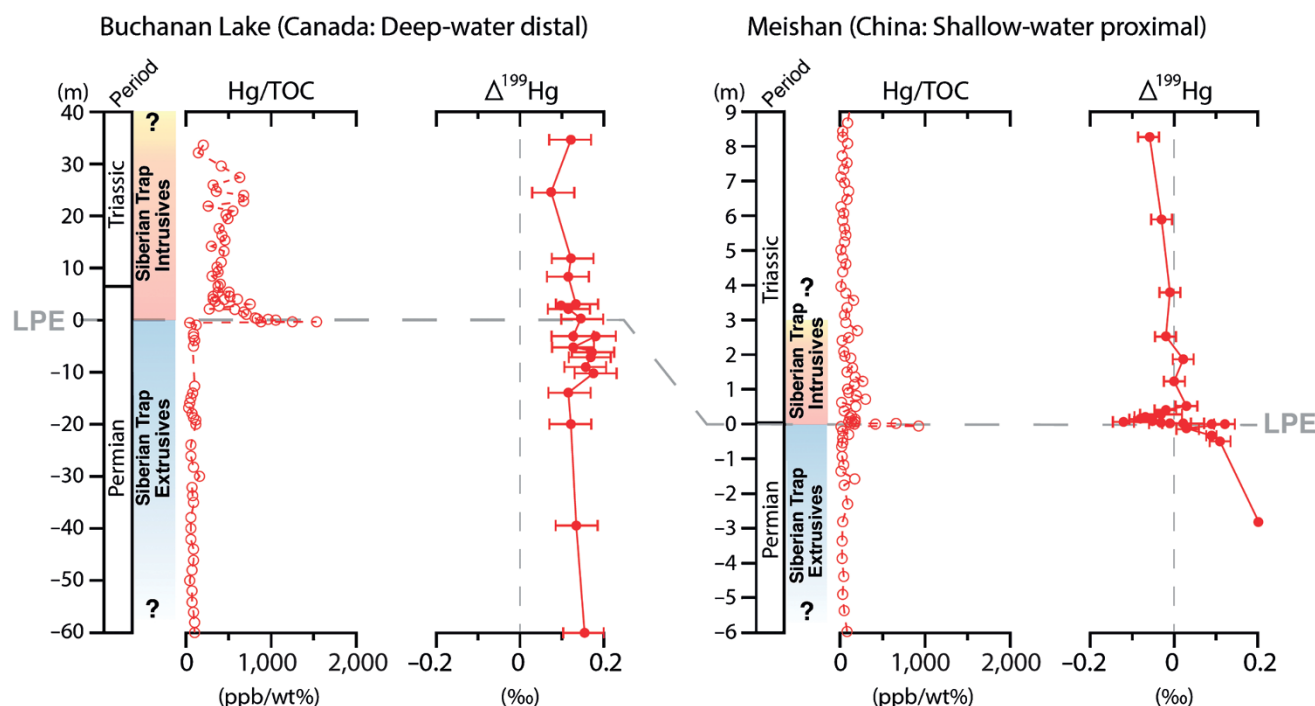 Buchanan Lake (Canada: Deep-water distal)
(m)
Period
Hg/TOC
Δ¹⁹⁹Hg
40
30
20
10
0
−10
−20
−30
−40
−50
−60
LPE
Triassic
Permian
?
Siberian Trap
Intrusives
Siberian Trap
Extrusives
?
0
1,000
2,000
(ppb/wt%)
−0.2
0
0.2
(‰)
Meishan (China: Shallow-water proximal)
(m)
Period
Hg/TOC
Δ¹⁹⁹Hg
9
8
7
6
5
4
3
2
1
0
−1
−2
−3
−4
−5
−6
Triassic
Permian
?
Siberian Trap
Intrusives
Siberian Trap
Extrusives
?
LPE
0
1,000
2,000
(ppb/wt%)
−0.2
0
0.2
(‰)